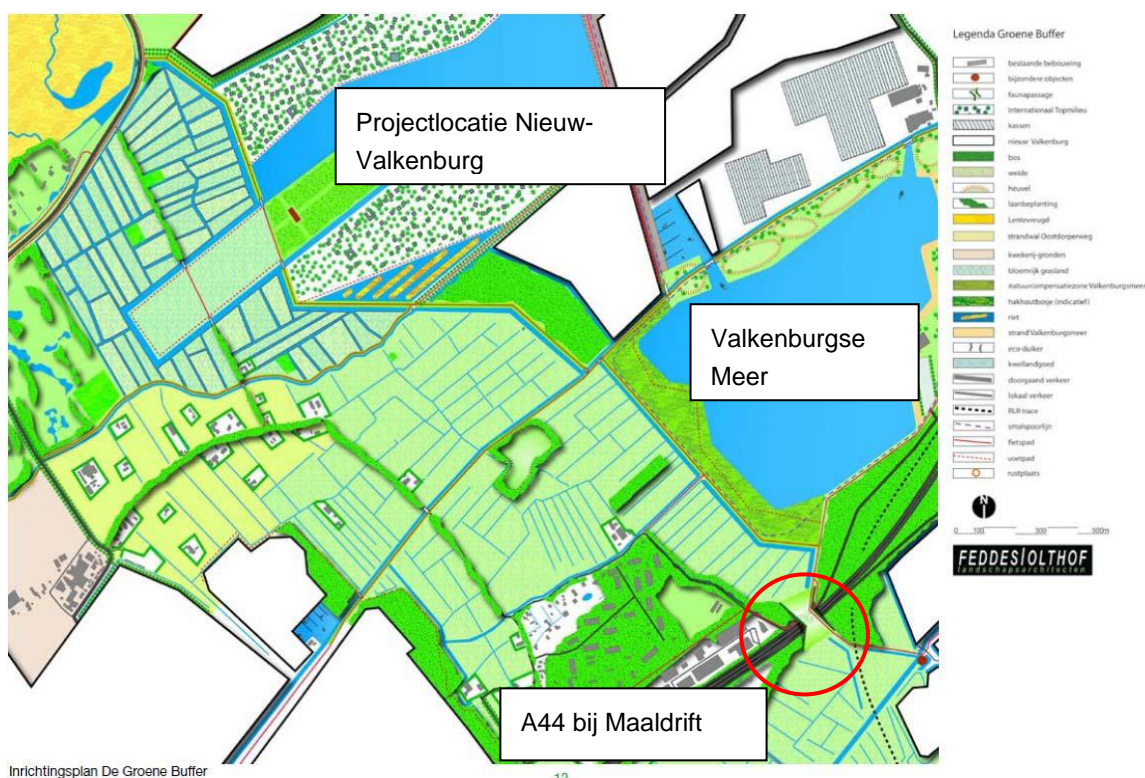 Projectlocatie Nieuw-
Valkenburg
Valkenburgse
Meer
A44 bij Maaldrift
Legenda Groene Buffer
bestaande bebouwing
bijzondere objecten
faunapassage
Internationaal Topmilieu
kassen
nieuw Valkenburg
bos
weide
heuvel
laanbeplanting
Lentevreugd
strandwal Oostdorperweg
kwekerij-gronden
bloemrijk grasland
natuurcompensatiezone Valkenburgsmeer
hakhoutbosje (indicatief)
riet
strand Valkenburgsmeer
eco-duiker
kwellandgoed
doorgaand verkeer
lokaal verkeer
RLR trace
smalspoorlijn
fietspad
voetpad
rustplaats
N
0 100 300 500m
FEDDES|OLTHOF
landschapsarchitecten
Inrichtingsplan De Groene Buffer
12